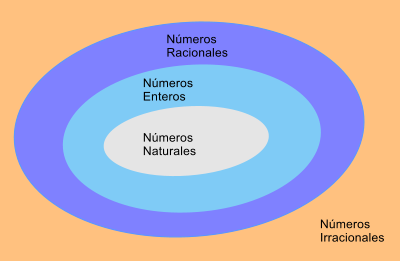 Números
Racionales
Números
Enteros
Números
Naturales
Números
Irracionales